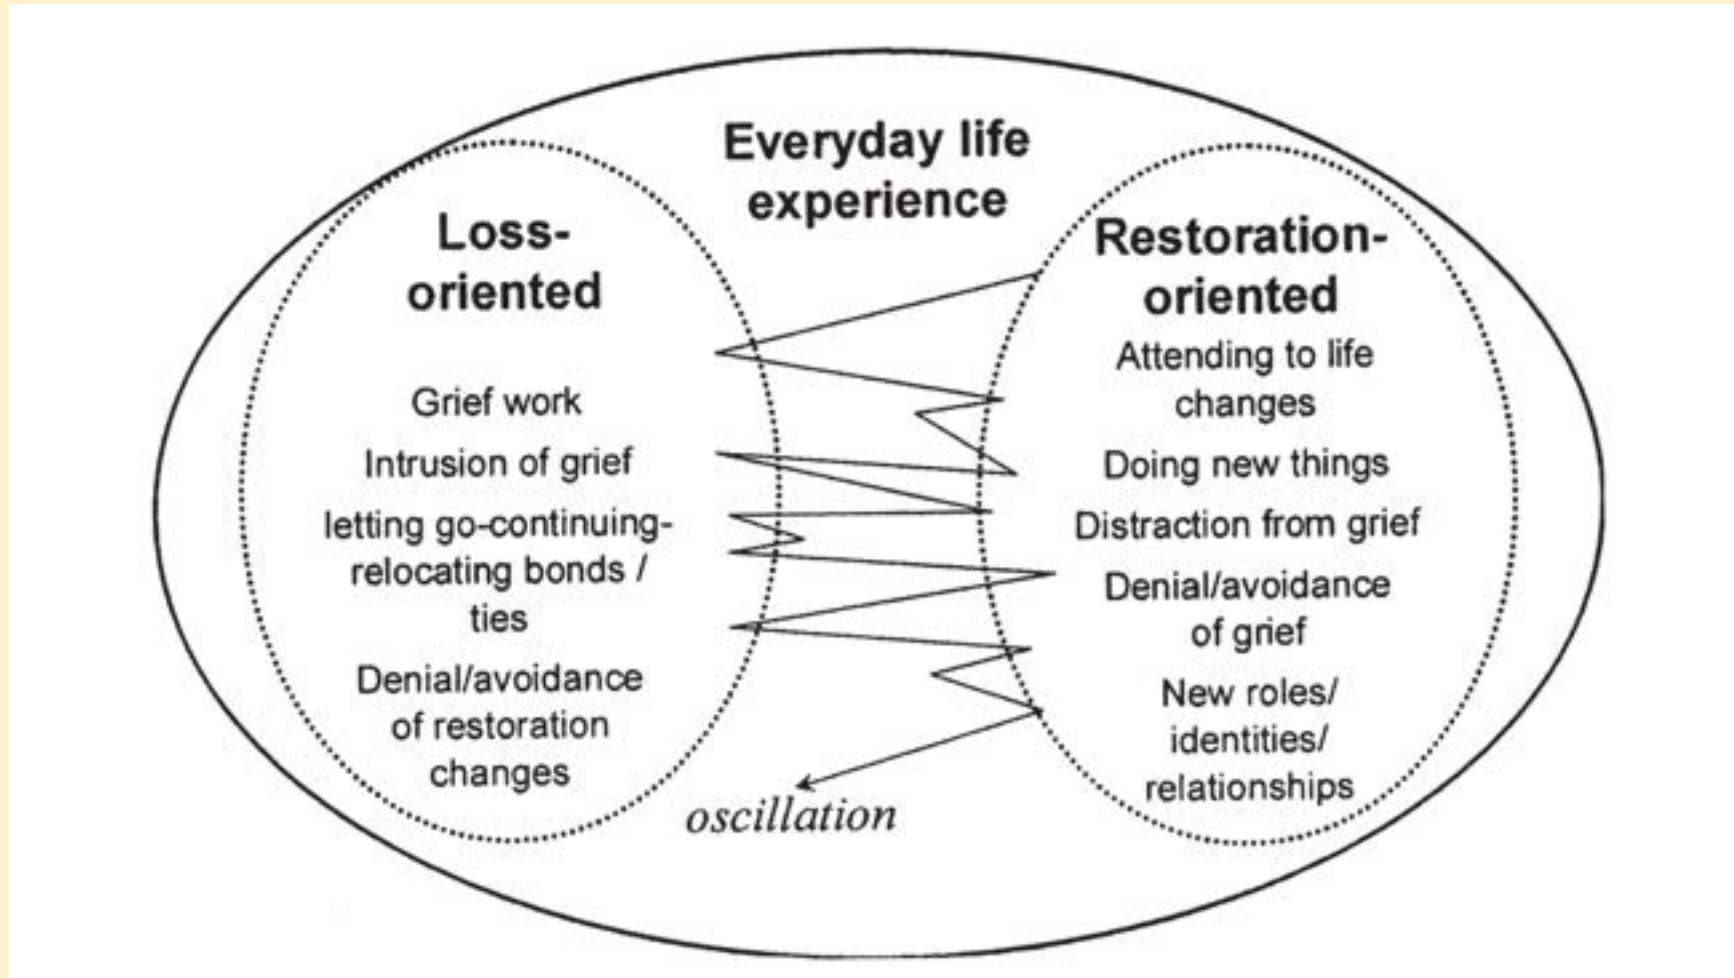 Everyday life
experience
Loss-
oriented
Grief work
Intrusion of grief
letting go-continuing-
relocating bonds /
ties
Denial/avoidance
of restoration
changes
Restoration-
oriented
Attending to life
changes
Doing new things
Distraction from grief
Denial/avoidance
of grief
New roles/
identities/
relationships
oscillation